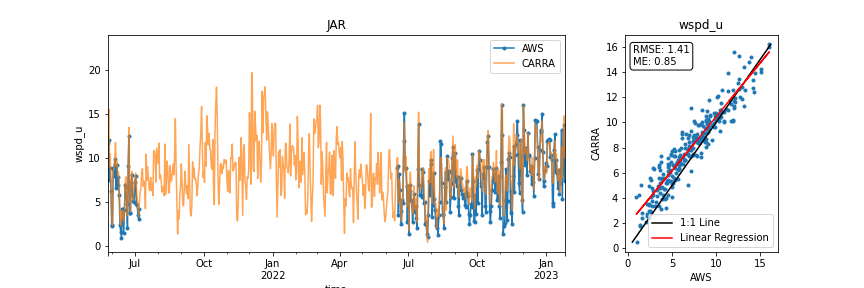 JAR
wspd_u
20
15
10
5
0
wspd_u
AWS
CARRA
Jul
Oct
Jan
2022
Apr
Jul
Oct
Jan
2023
time
RMSE: 1.41
ME: 0.85
16
14
12
10
8
6
4
2
0
CARRA
1:1 Line
Linear Regression
0
5
10
15
AWS